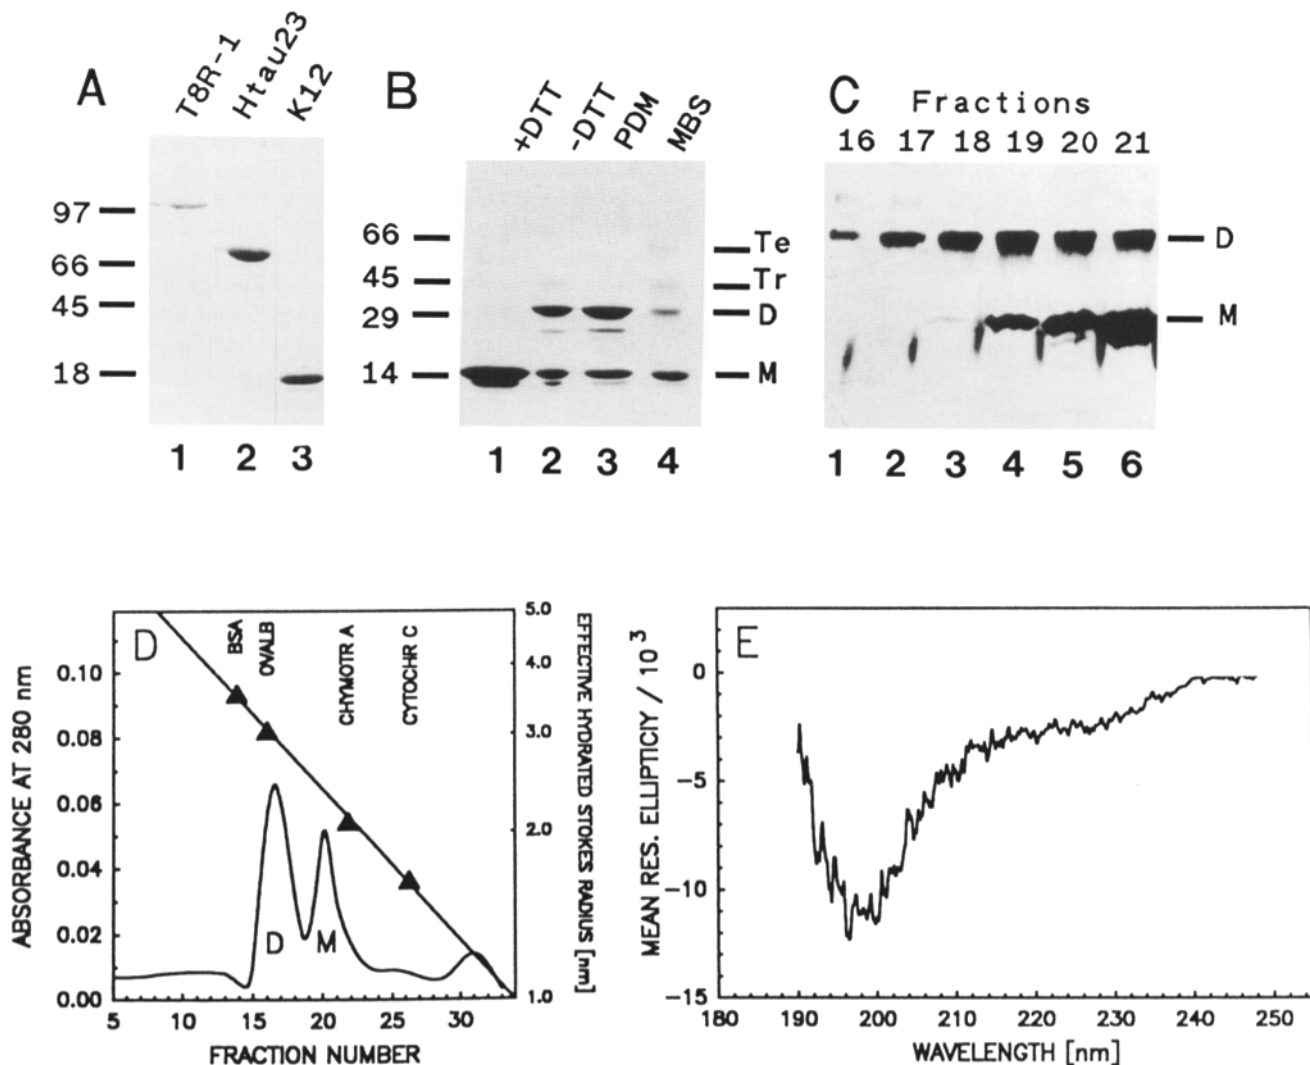 A
T8R-1
Htau23
K12
97
66
45
18
1 2 3
B
+DTT
-DTT
PDM
MBS
66
45
29
14
Te
Tr
D
M
1 2 3 4
C Fractions
16 17 18 19 20 21
D
M
1 2 3 4 5 6
D
BSA
OVALB
CHYMOTR A
CYTOCHR C
ABSORBANCE AT 280 nm
0.10
0.08
0.06
0.04
0.02
0.00
D
M
5.0
4.0
3.0
2.0
1.0
EFFECTIVE HYDRATED STOKES RADIUS [nm]
5 10 20 30
FRACTION NUMBER
E
MEAN RES. ELLIPTICIY / 10 3
0
-5
-10
-15
180 190 200 210 220 230 240 250
WAVELENGTH [nm]